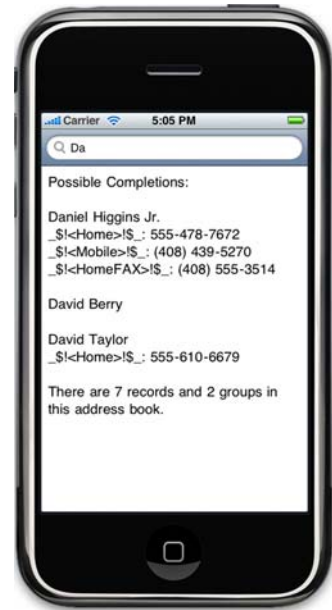 Carrier 5:05 PM
Da
Possible Completions:
Daniel Higgins Jr.
_$!<Home>!$_: 555-478-7672
_$!<Mobile>!$_: (408) 439-5270
_$!<HomeFAX>!$_: (408) 555-3514
David Berry
David Taylor
_$!<Home>!$_: 555-610-6679
There are 7 records and 2 groups in
this address book.